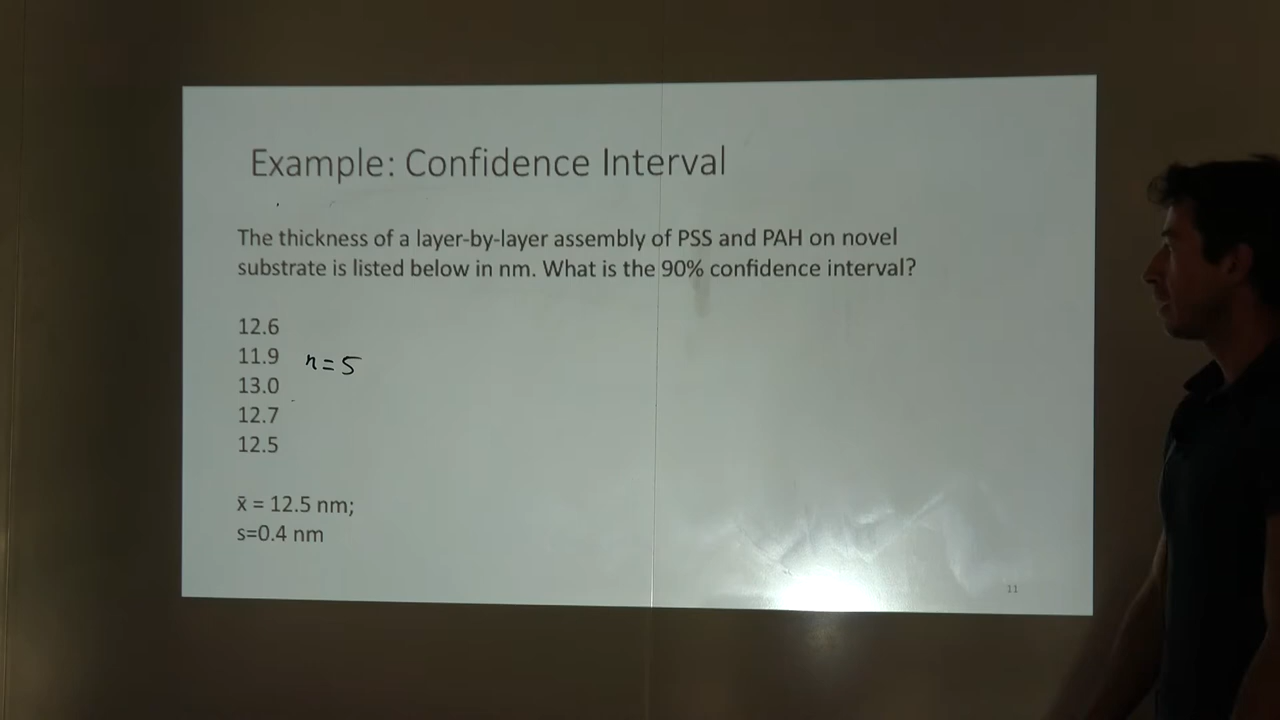 Example: Confidence Interval
The thickness of a layer-by-layer assembly of PSS and PAH on novel
substrate is listed below in nm. What is the 90% confidence interval?
12.6
11.9
n=5
13.0
12.7
12.5
x̄ = 12.5 nm;
s=0.4 nm
11